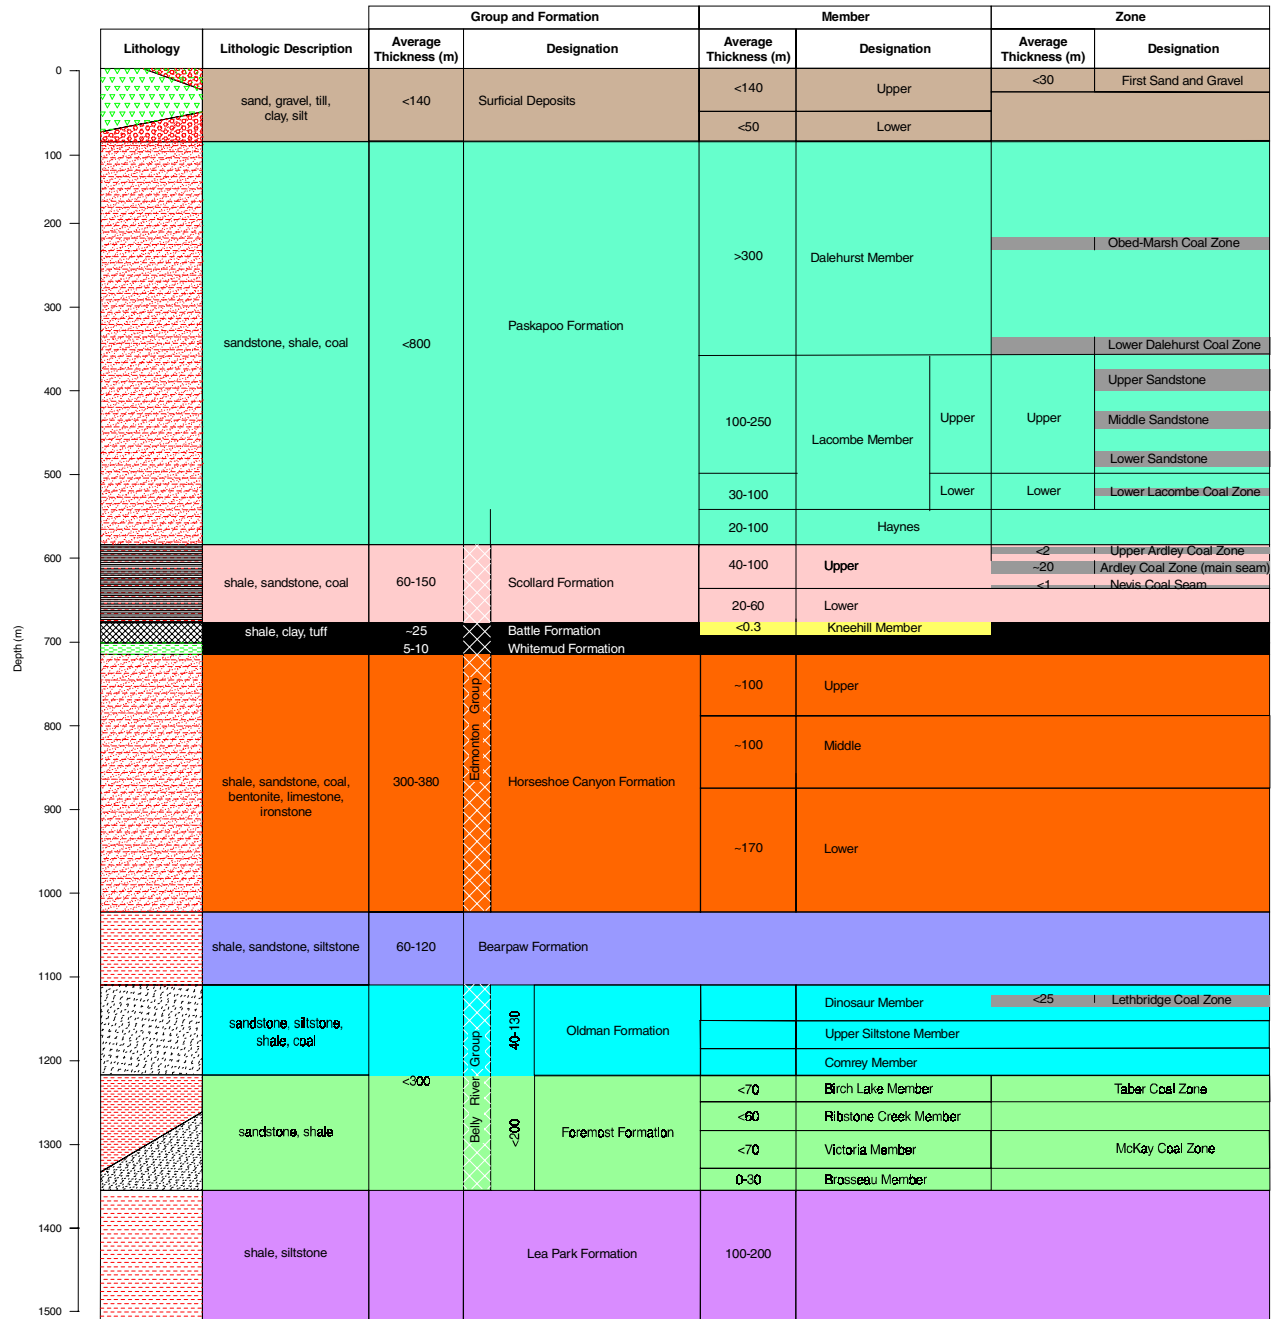 Group and Formation Member Zone
Lithology Lithologic Description Average Thickness (m) Designation Average Thickness (m) Designation Average Thickness (m) Designation
0
<30 First Sand and Gravel
<140 Upper
sand, gravel, till,
clay, silt
<140 Surficial Deposits
<50 Lower
100
200
Obed-Marsh Coal Zone
>300 Dalehurst Member
300
Paskapoo Formation
sandstone, shale, coal <800
Lower Dalehurst Coal Zone
Upper Sandstone
400
100-250 Upper Upper Middle Sandstone
Lacombe Member
Lower Sandstone
500
30-100 Lower Lower Lower Lacombe Coal Zone
20-100 Haynes
600
<2 Upper Ardley Coal Zone
40-100 Upper ~20 Ardley Coal Zone (main seam)
shale, sandstone, coal 60-150 Scollard Formation
<1 Nevis Coal Seam
20-60 Lower
shale, clay, tuff ~25 Battle Formation <0.3 Kneehill Member
700
5-10 Whitemud Formation
Depth (m)
~100 Upper
Edmonton Group
~100 Middle
800
shale, sandstone, coal,
bentonite, limestone,
ironstone
300-380 Horseshoe Canyon Formation
~170 Lower
900
1000
shale, sandstone, siltstone 60-120 Bearpaw Formation
1100
Dinosaur Member <25 Lethbridge Coal Zone
sandstone, siltstone,
shale, coal
40-130 Oldman Formation Upper Siltstone Member
1200
Comrey Member
<300
Belly River Group
<70 Birch Lake Member Taber Coal Zone
<60 Ribstone Creek Member
sandstone, shale <200 Foremost Formation
1300
<70 Victoria Member McKay Coal Zone
0-30 Brosseau Member
1400
shale, siltstone Lea Park Formation 100-200
1500